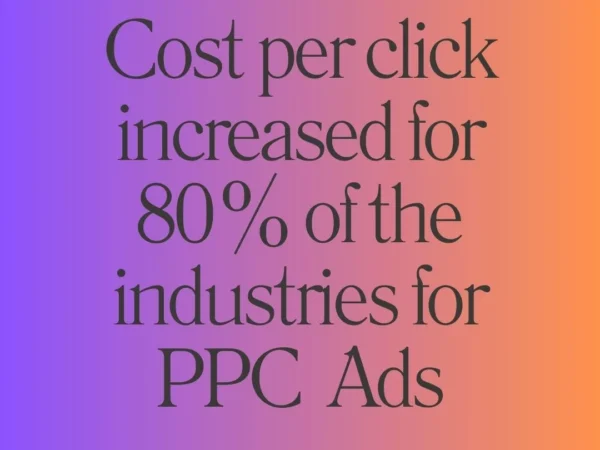 Cost per click
increased for
80% of the
industries for
PPC Ads